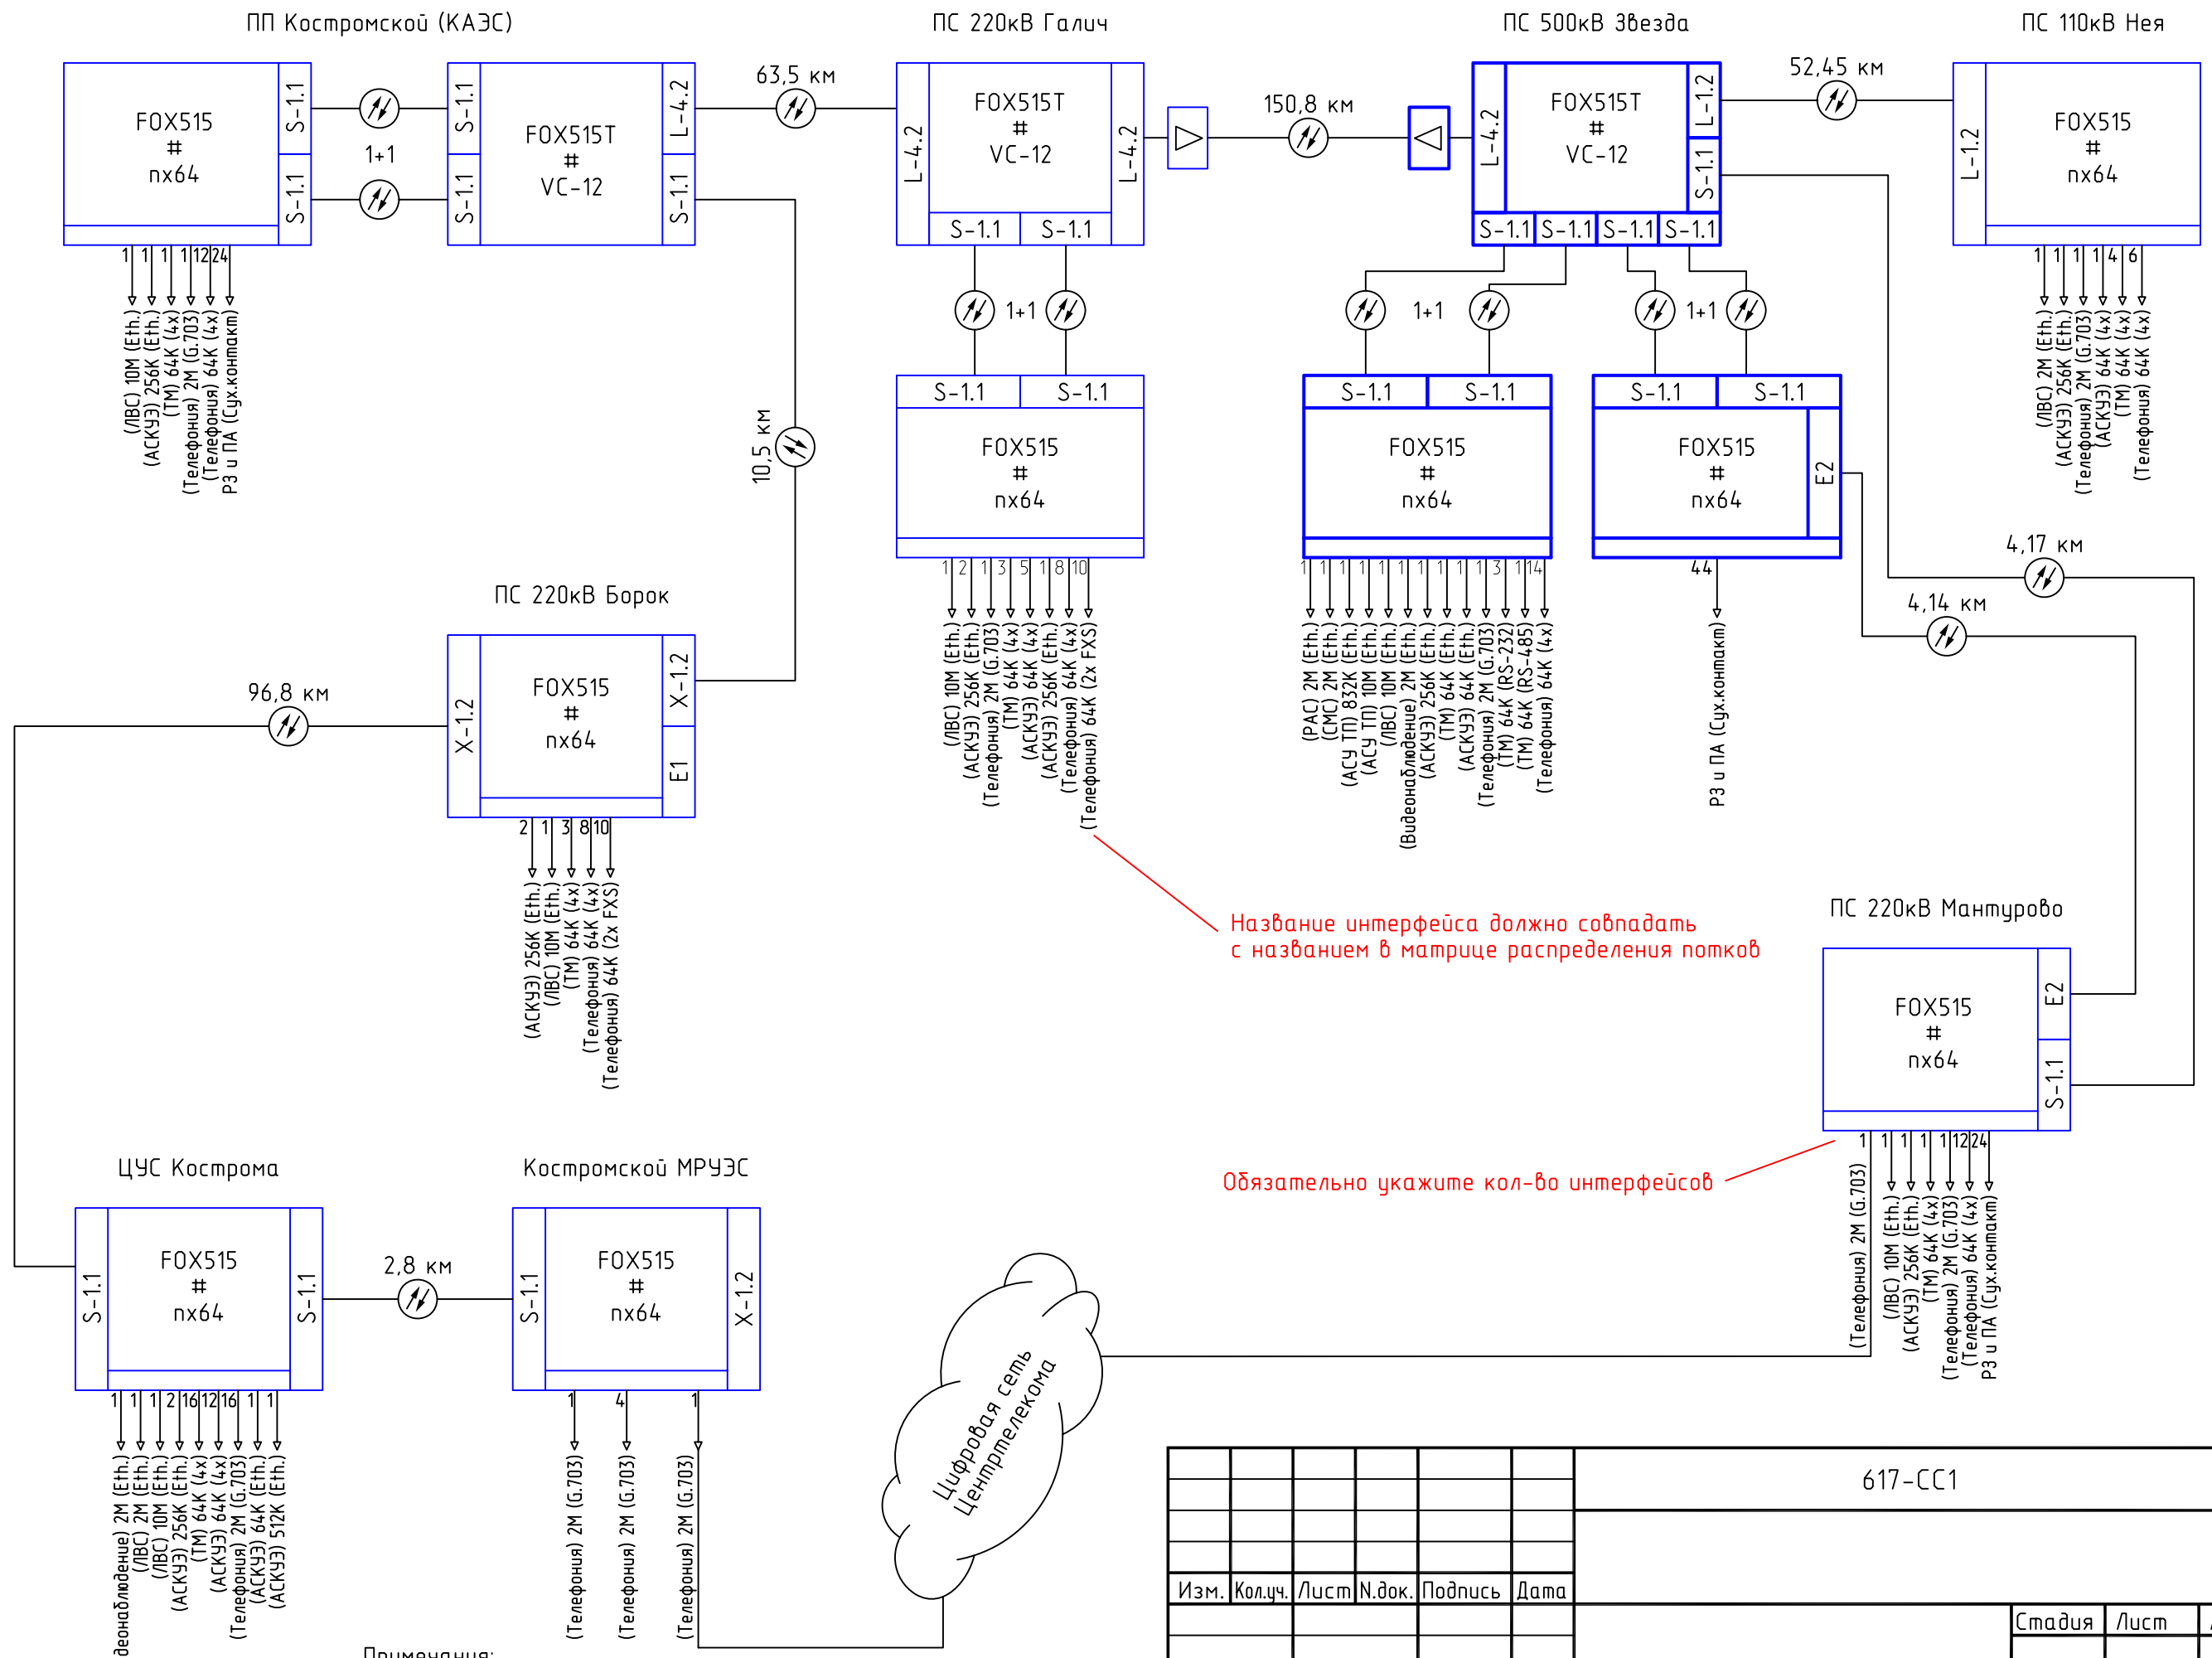 ПП Костромской (КАЭС)
FOX515
#
nx64
S-1.1
S-1.1
1+1
S-1.1
S-1.1
FOX515T
#
VC-12
L-4.2
S-1.1
1
1
1
1
12
24
(ЛВС) 10М (Eth.)
(АСКУЭ) 256К (Eth.)
(ТМ) 64К (4х)
(Телефония) 2М (G.703)
(Телефония) 64К (4х)
РЗ и ПА (Сух.контакт)
63,5 км
10,5 км
ПС 220кВ Галич
L-4.2
FOX515T
#
VC-12
L-4.2
S-1.1
S-1.1
1+1
S-1.1
S-1.1
FOX515
#
nx64
1
2
1
3
5
1
8
10
(ЛВС) 10М (Eth.)
(АСКУЭ) 256К (Eth.)
(Телефония) 2М (G.703)
(ТМ) 64К (4х)
(АСКУЭ) 64К (4х)
(АСКУЭ) 256К (Eth.)
(Телефония) 64К (4х)
(Телефония) 64К (2х FXS)
150,8 км
ПС 500кВ Звезда
L-4.2
FOX515T
#
VC-12
L-1.2
S-1.1
S-1.1
S-1.1
S-1.1
S-1.1
1+1
1+1
S-1.1
S-1.1
FOX515
#
nx64
1
1
1
1
1
1
1
1
1
1
3
1
14
(РАС) 2М (Eth.)
(СМС) 2М (Eth.)
(АСУ ТП) 832К (Eth.)
(АСУ ТП) 10М (Eth.)
(ЛВС) 10М (Eth.)
(Видеонаблюдение) 2М (Eth.)
(АСКУЭ) 256К (Eth.)
(ТМ) 64К (Eth.)
(АСКУЭ) 64К (Eth.)
(Телефония) 2М (G.703)
(ТМ) 64К (RS-232)
(ТМ) 64К (RS-485)
(Телефония) 64К (4х)
S-1.1
S-1.1
FOX515
#
nx64
E2
44
РЗ и ПА (Сух.контакт)
52,45 км
ПС 110кВ Нея
L-1.2
FOX515
#
nx64
1
1
1
1
4
6
(ЛВС) 2М (Eth.)
(АСКУЭ) 256К (Eth.)
(Телефония) 2М (G.703)
(АСКУЭ) 64К (4х)
(ТМ) 64К (4х)
(Телефония) 64К (4х)
4,17 км
4,14 км
ПС 220кВ Борок
X-1.2
FOX515
#
nx64
X-1.2
E1
2
1
3
8
10
(АСКУЭ) 256К (Eth.)
(ЛВС) 10М (Eth.)
(ТМ) 64К (4х)
(Телефония) 64К (4х)
(Телефония) 64К (2х FXS)
96,8 км
Название интерфейса должно совпадать
с названием в матрице распределения потков
ПС 220кВ Мантурово
FOX515
#
nx64
E2
S-1.1
1
1
1
1
1
12
24
(Телефония) 2М (G.703)
(ЛВС) 10М (Eth.)
(АСКУЭ) 256К (Eth.)
(ТМ) 64К (4х)
(Телефония) 2М (G.703)
(Телефония) 64К (4х)
РЗ и ПА (Сух.контакт)
Обязательно укажите кол-во интерфейсов
ЦУС Кострома
S-1.1
FOX515
#
nx64
S-1.1
1
1
1
2
16
12
16
1
1
деонаблюдение) 2М (Eth.)
(ЛВС) 2М (Eth.)
(ЛВС) 10М (Eth.)
(АСКУЭ) 256К (Eth.)
(ТМ) 64К (4х)
(АСКУЭ) 64К (4х)
(Телефония) 2М (G.703)
(АСКУЭ) 64К (Eth.)
(АСКУЭ) 512К (Eth.)
2,8 км
Костромской МРУЭС
S-1.1
FOX515
#
nx64
X-1.2
1
4
1
(Телефония) 2М (G.703)
(Телефония) 2М (G.703)
(Телефония) 2М (G.703)
Цифровая сеть
Центртелекома
Примечания:
617-СС1
Изм. Кол.уч. Лист N.док. Подпись Дата
Стадия Лист